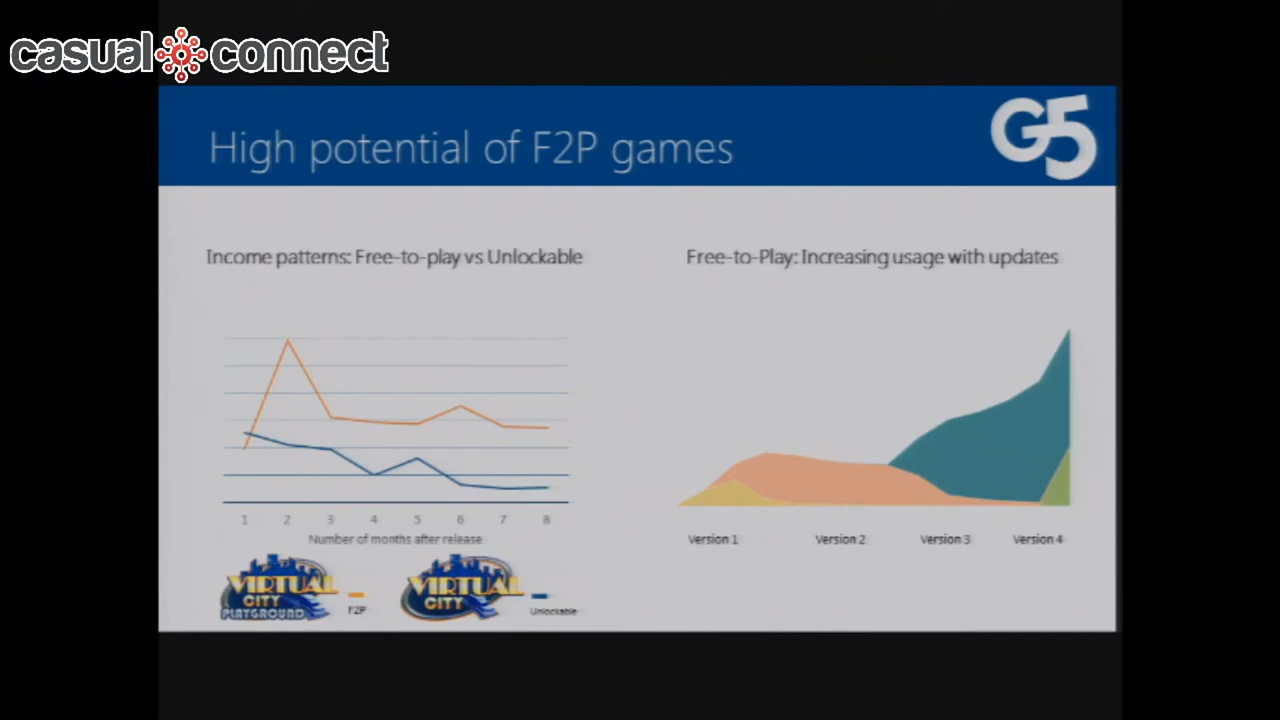 casual connect
High potential of F2P games
G5
Income patterns: Free-to-play vs Unlockable
Free-to-Play: Increasing usage with updates
1 2 3 4 5 6 7 8
Number of months after release
Version 1 Version 2 Version 3 Version 4
VIRTUAL
CITY
PLAYGROUND
F2P
VIRTUAL
CITY
Unlockable